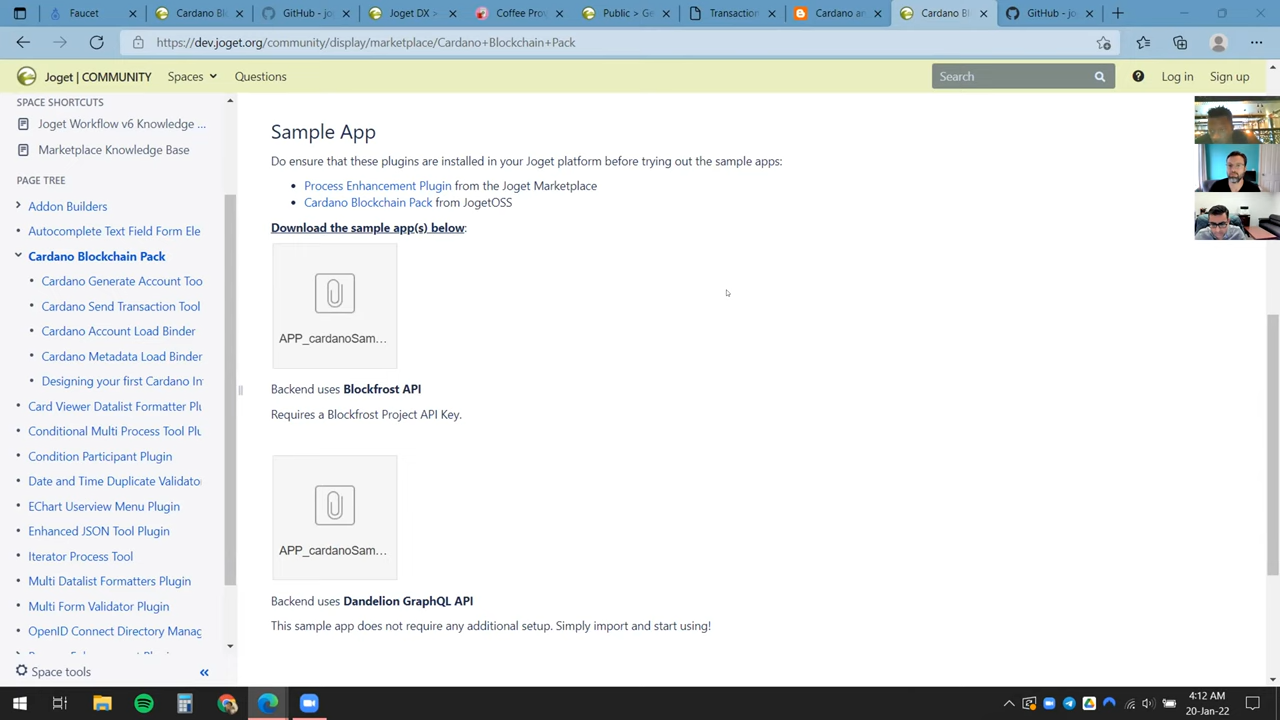 Faucet
Cardano Bl
GitHub - jo
Joget DX >
Coffee Pro
Public > Ge
Transaction
Cardano an
Cardano Bl
GitHub - jo
https://dev.joget.org/community/display/marketplace/Cardano+Blockchain+Pack
Joget | COMMUNITY
Spaces
Questions
Search
Log in
Sign up
SPACE SHORTCUTS
Joget Workflow v6 Knowledge ...
Marketplace Knowledge Base
PAGE TREE
Addon Builders
Autocomplete Text Field Form Ele
Cardano Blockchain Pack
Cardano Generate Account Too
Cardano Send Transaction Tool
Cardano Account Load Binder
Cardano Metadata Load Binder
Designing your first Cardano In
Card Viewer Datalist Formatter Plu
Conditional Multi Process Tool Plu
Condition Participant Plugin
Date and Time Duplicate Validato
EChart Userview Menu Plugin
Enhanced JSON Tool Plugin
Iterator Process Tool
Multi Datalist Formatters Plugin
Multi Form Validator Plugin
OpenID Connect Directory Manag
Space tools
Sample App
Do ensure that these plugins are installed in your Joget platform before trying out the sample apps:
Process Enhancement Plugin from the Joget Marketplace
Cardano Blockchain Pack from JogetOSS
Download the sample app(s) below:
APP_cardanoSam...
Backend uses Blockfrost API
Requires a Blockfrost Project API Key.
APP_cardanoSam...
Backend uses Dandelion GraphQL API
This sample app does not require any additional setup. Simply import and start using!
4:12 AM
20-Jan-22